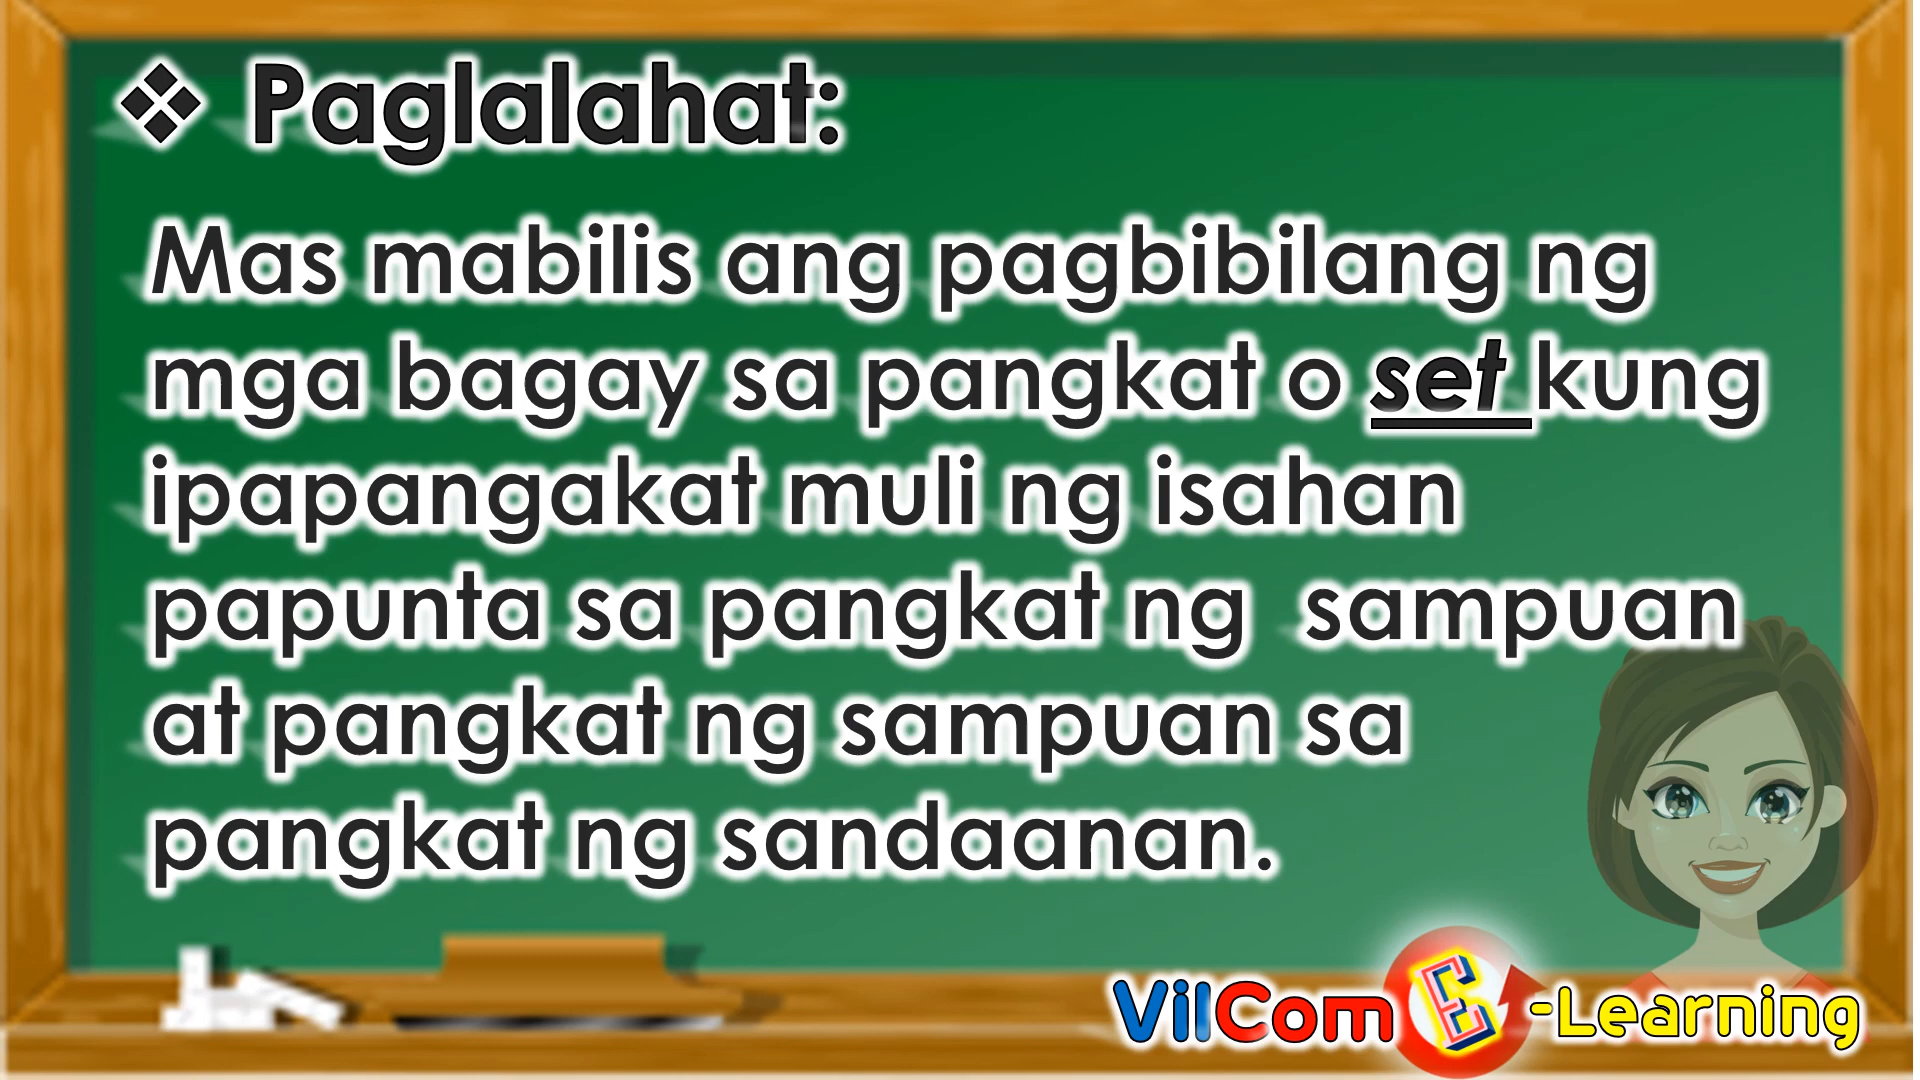 ❖ Paglalahat:
Mas mabilis ang pagbibilang ng
mga bagay sa pangkat o set kung
ipapangakat muli ng isahan
papunta sa pangkat ng sampuan
at pangkat ng sampuan sa
pangkat ng sandaanan.
VilCom E -Learning